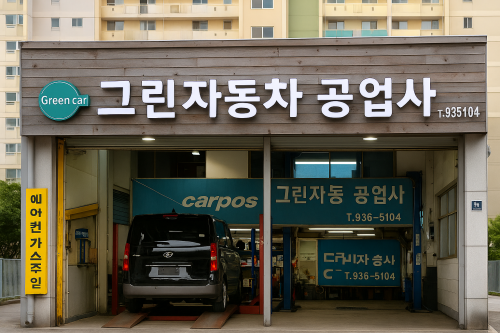 Green car
그린자동차 공업사
T.935104
에어컨가스주입
carpos 그린자동 공업사
T.936-5104
T.936-5104